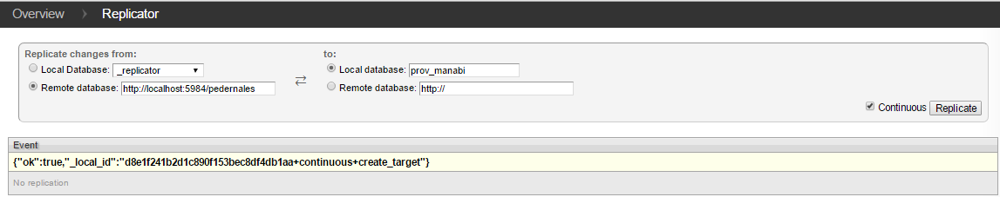 Overview › Replicator
Replicate changes from: to:
Local Database: _replicator Local database: prov_manabi
Remote database: http://localhost:5984/pedernales Remote database: http://
Continuous Replicate
Event
{"ok":true,"_local_id":"d8e1f241b2d1c890f153bec8df4db1aa+continuous+create_target"}
No replication